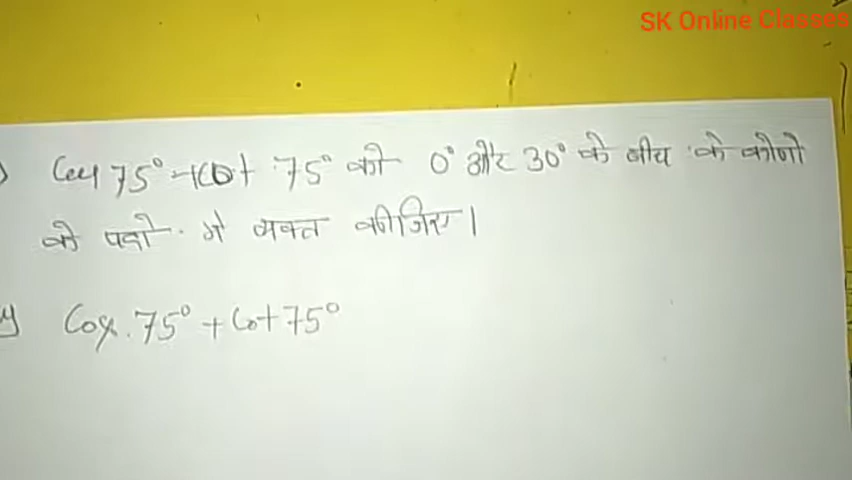 SK Online Classes
Cos 75° + Cot 75° को 0° और 30° के बीच के कोणो
के पदो में व्यक्त कीजिए।
Cos. 75° + Cot 75°